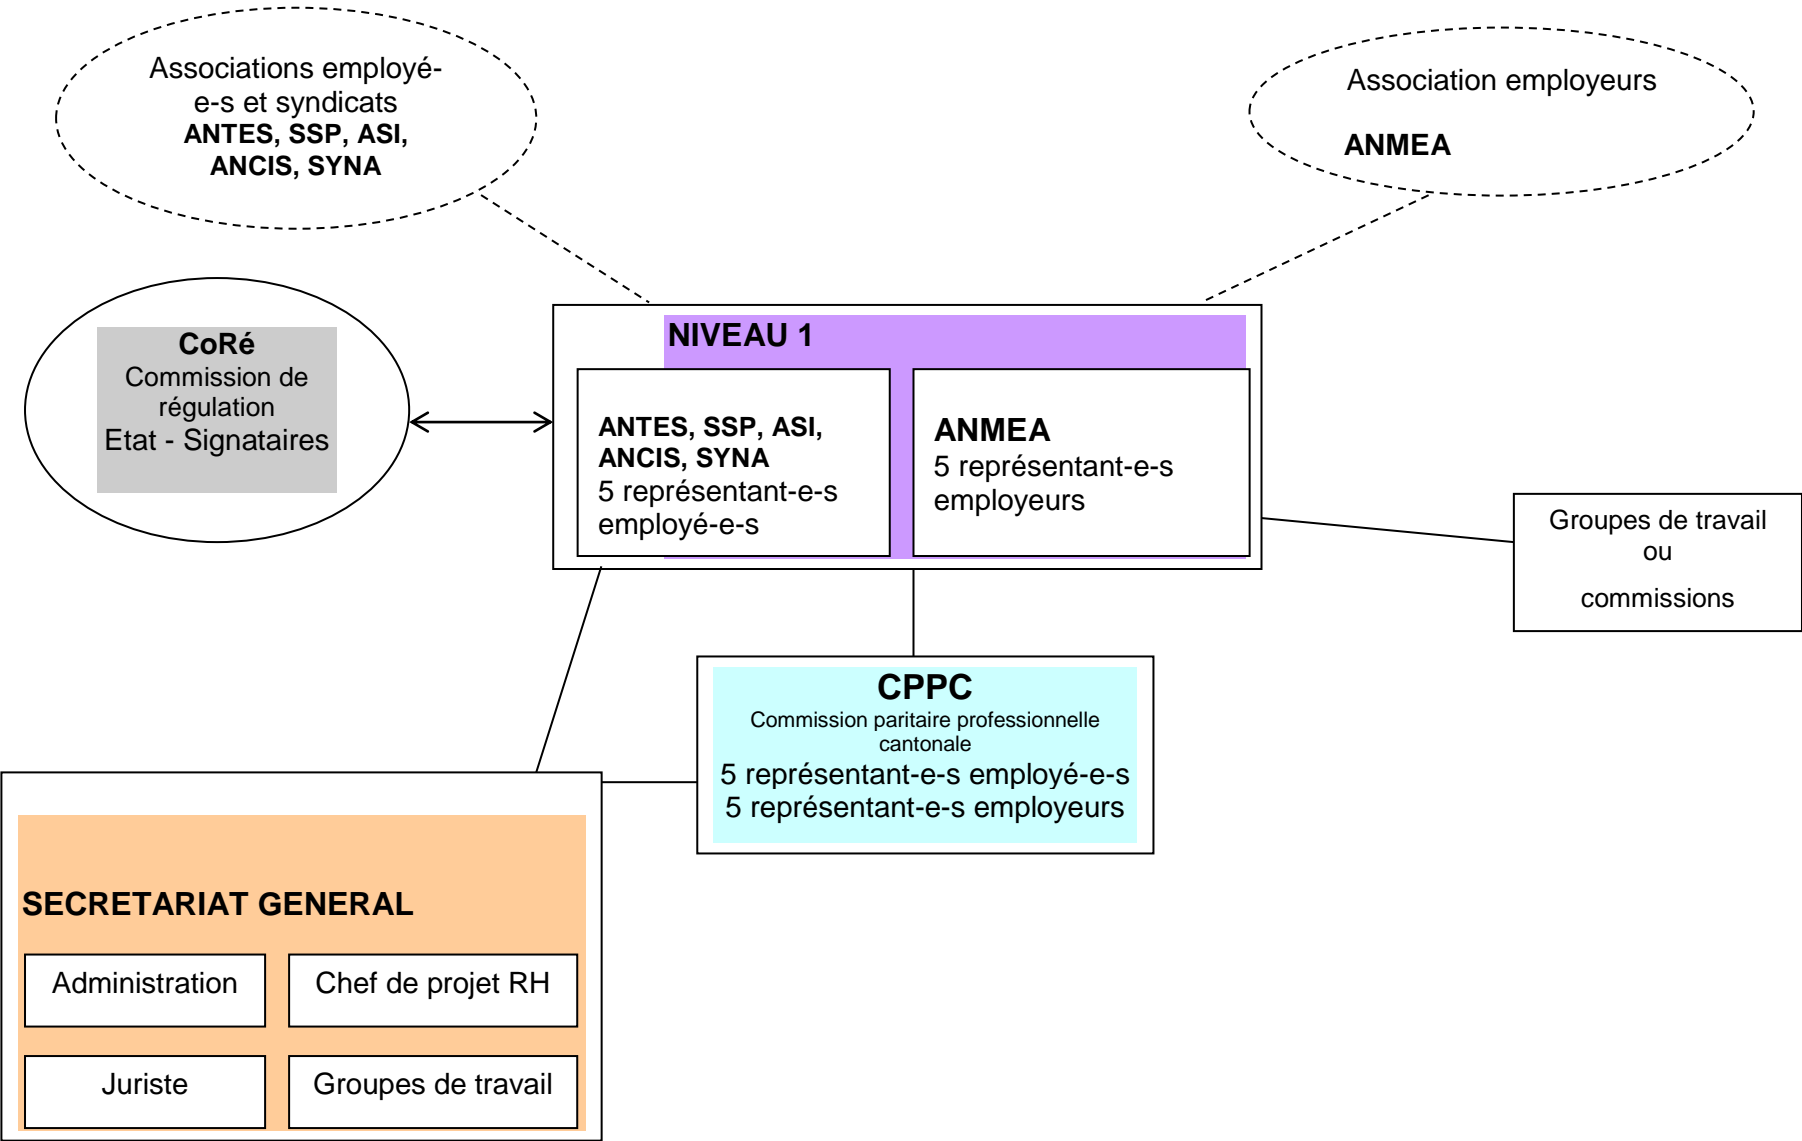 Associations employé-
e-s et syndicats
ANTES, SSP, ASI,
ANCIS, SYNA
Association employeurs
ANMEA
CoRé
Commission de
régulation
Etat - Signataires
NIVEAU 1
ANTES, SSP, ASI,
ANCIS, SYNA
5 représentant-e-s
employé-e-s
ANMEA
5 représentant-e-s
employeurs
Groupes de travail
ou
commissions
CPPC
Commission paritaire professionnelle
cantonale
5 représentant-e-s employé-e-s
5 représentant-e-s employeurs
SECRETARIAT GENERAL
Administration
Chef de projet RH
Juriste
Groupes de travail